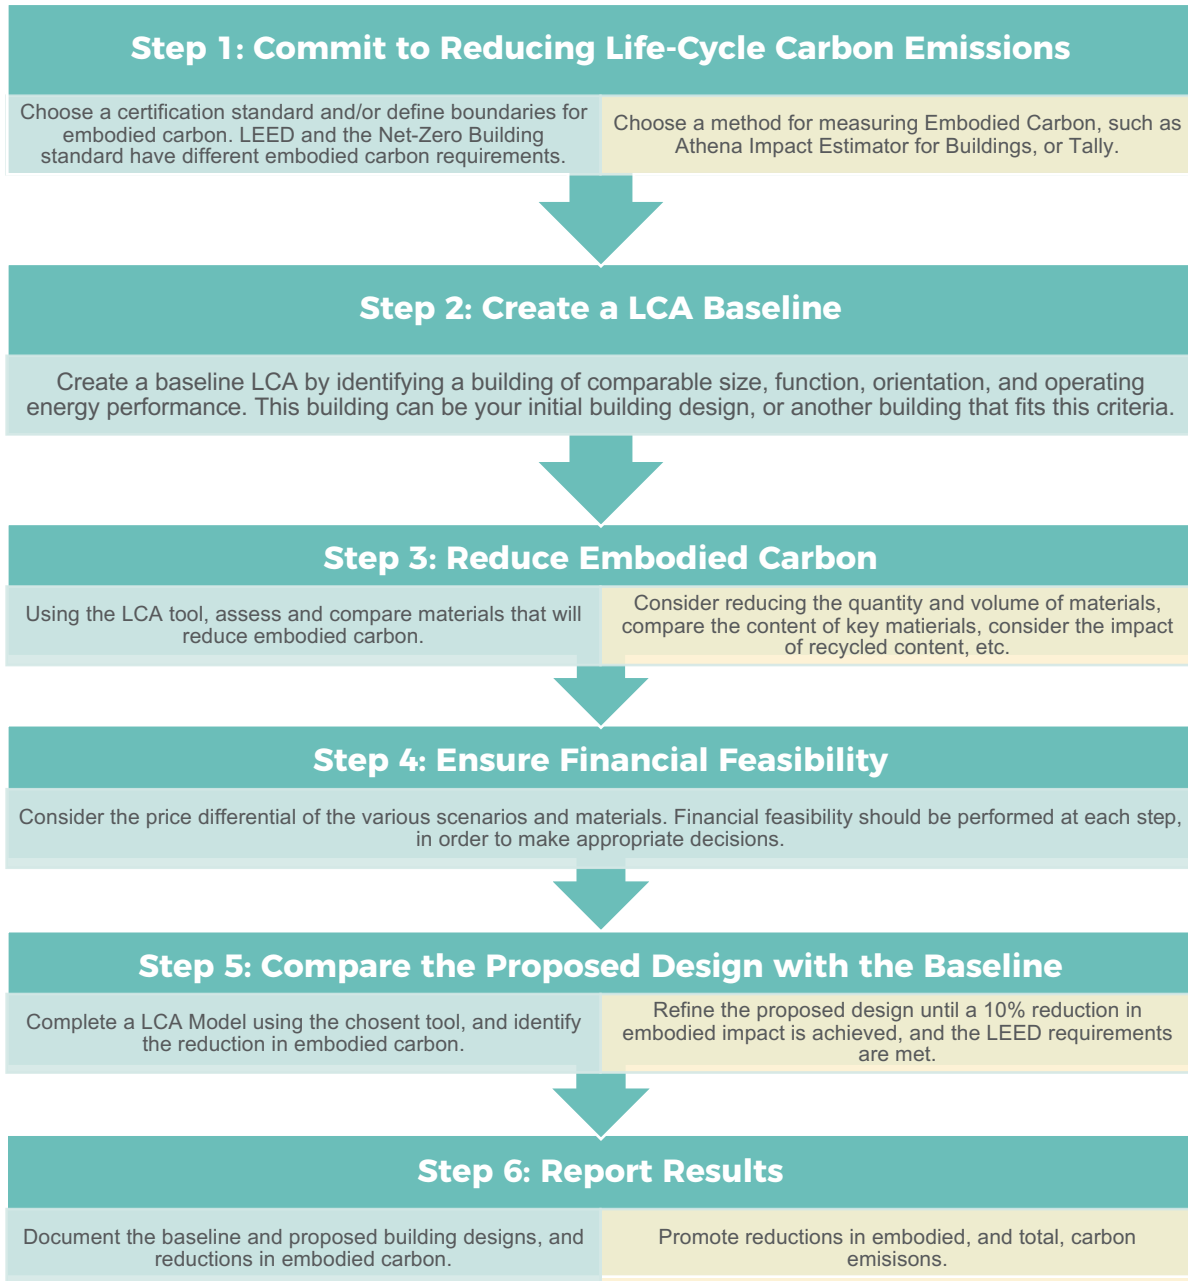 Step 1: Commit to Reducing Life-Cycle Carbon Emissions
Choose a certification standard and/or define boundaries for
embodied carbon. LEED and the Net-Zero Building
standard have different embodied carbon requirements.
Choose a method for measuring Embodied Carbon, such as
Athena Impact Estimator for Buildings, or Tally.
Step 2: Create a LCA Baseline
Create a baseline LCA by identifying a building of comparable size, function, orientation, and operating
energy performance. This building can be your initial building design, or another building that fits this criteria.
Step 3: Reduce Embodied Carbon
Using the LCA tool, assess and compare materials that will
reduce embodied carbon.
Consider reducing the quantity and volume of materials,
compare the content of key matierials, consider the impact
of recycled content, etc.
Step 4: Ensure Financial Feasibility
Consider the price differential of the various scenarios and materials. Financial feasibility should be performed at each step,
in order to make appropriate decisions.
Step 5: Compare the Proposed Design with the Baseline
Complete a LCA Model using the chosent tool, and identify
the reduction in embodied carbon.
Refine the proposed design until a 10% reduction in
embodied impact is achieved, and the LEED requirements
are met.
Step 6: Report Results
Document the baseline and proposed building designs, and
reductions in embodied carbon.
Promote reductions in embodied, and total, carbon
emisisons.